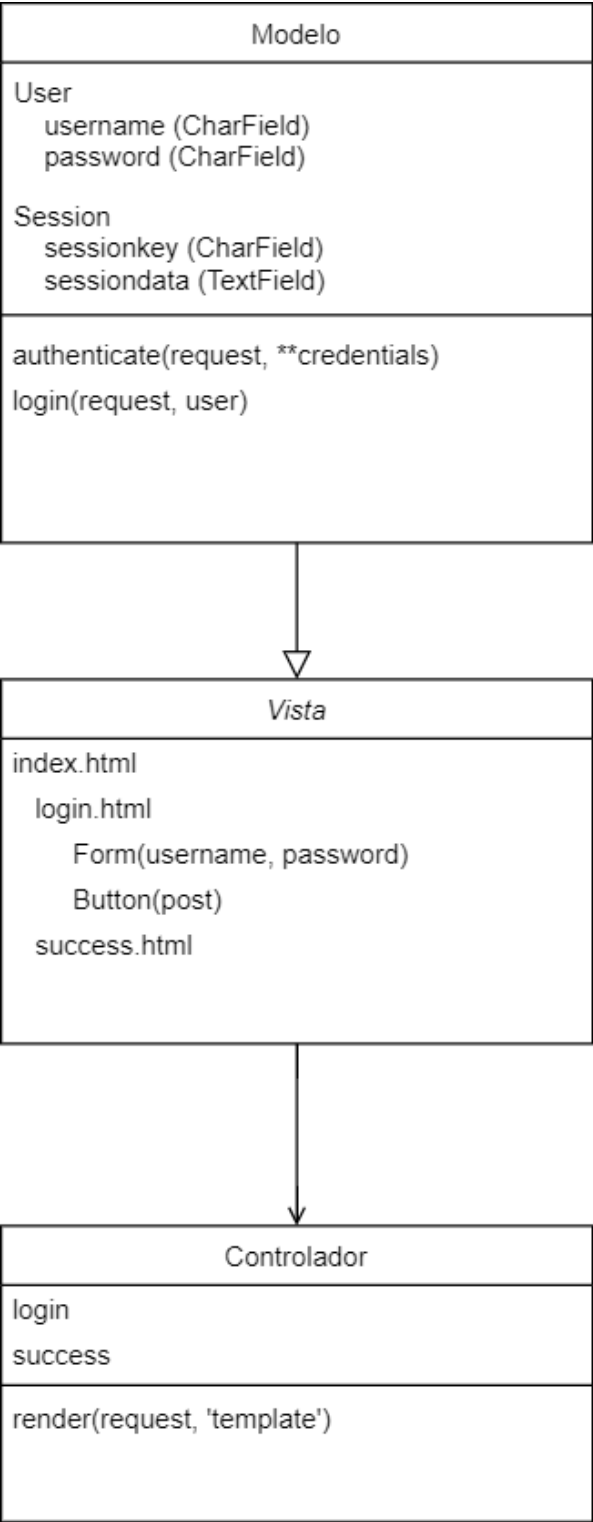 Modelo
User
username (CharField)
password (CharField)
Session
sessionkey (CharField)
sessiondata (TextField)
authenticate(request, **credentials)
login(request, user)
Vista
index.html
login.html
Form(username, password)
Button(post)
success.html
Controlador
login
success
render(request, 'template')